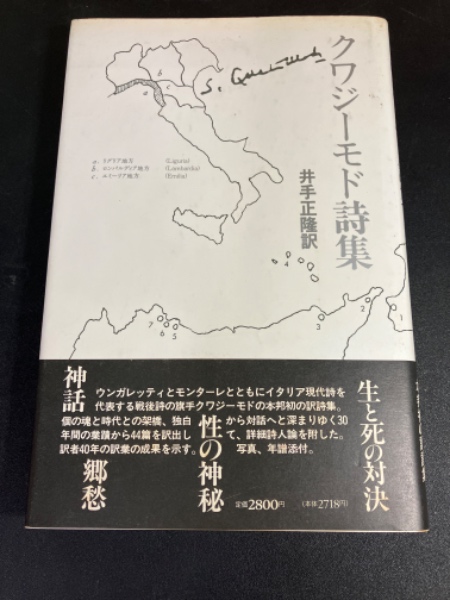 クワジーモド詩集
井手正隆訳
a. リグリア地方 (Liguria)
b. ロンバルディア地方 (Lombardia)
c. エミーリア地方 (Emilia)
b
c
a
4
7
6
5
3
2
1
生と死の対決
性の神秘
神話
郷愁
ウンガレッティとモンターレとともにイタリア現代詩を
代表する戦後詩の旗手クワジーモドの本邦初の訳詩集。
個の魂と時代との架橋、独白から対話へと深まりゆく30
年間の業蹟から44篇を訳出して、詳細詩人論を附した。
訳者40年の訳業の成果を示す。写真、年譜添付。
定価2800円 (本体2718円)